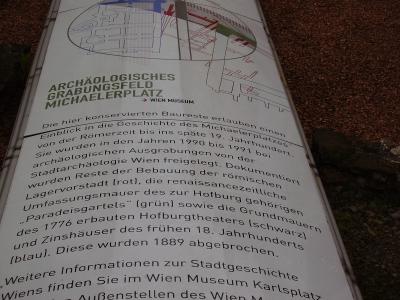 ARCHÄOLOGISCHES
GRABUNGSFELD
MICHAELERPLATZ
→ WIEN MUSEUM
Die hier konservierten Baureste erlauben einen
Einblick in die Geschichte des Michaelerplatzes
von der Römerzeit bis ins späte 19. Jahrhundert.
Sie wurden in den Jahren 1990 bis 1991 bei
archäologischen Ausgrabungen von der
Stadtarchäologie Wien freigelegt. Dokumentiert
wurden Reste der Bebauung der römischen
Lagervorstadt (rot), die renaissancezeitliche
Umfassungsmauer des zur Hofburg gehörigen
„Paradeisgartels" (grün) sowie die Grundmauern
des 1776 erbauten Hofburgtheaters (schwarz)
und Zinshäuser des frühen 18. Jahrhunderts
(blau). Diese wurden 1889 abgebrochen.
Weitere Informationen zur Stadtgeschichte
Wiens finden Sie im Wien Museum Karlsplatz
Außenstellen des Wien